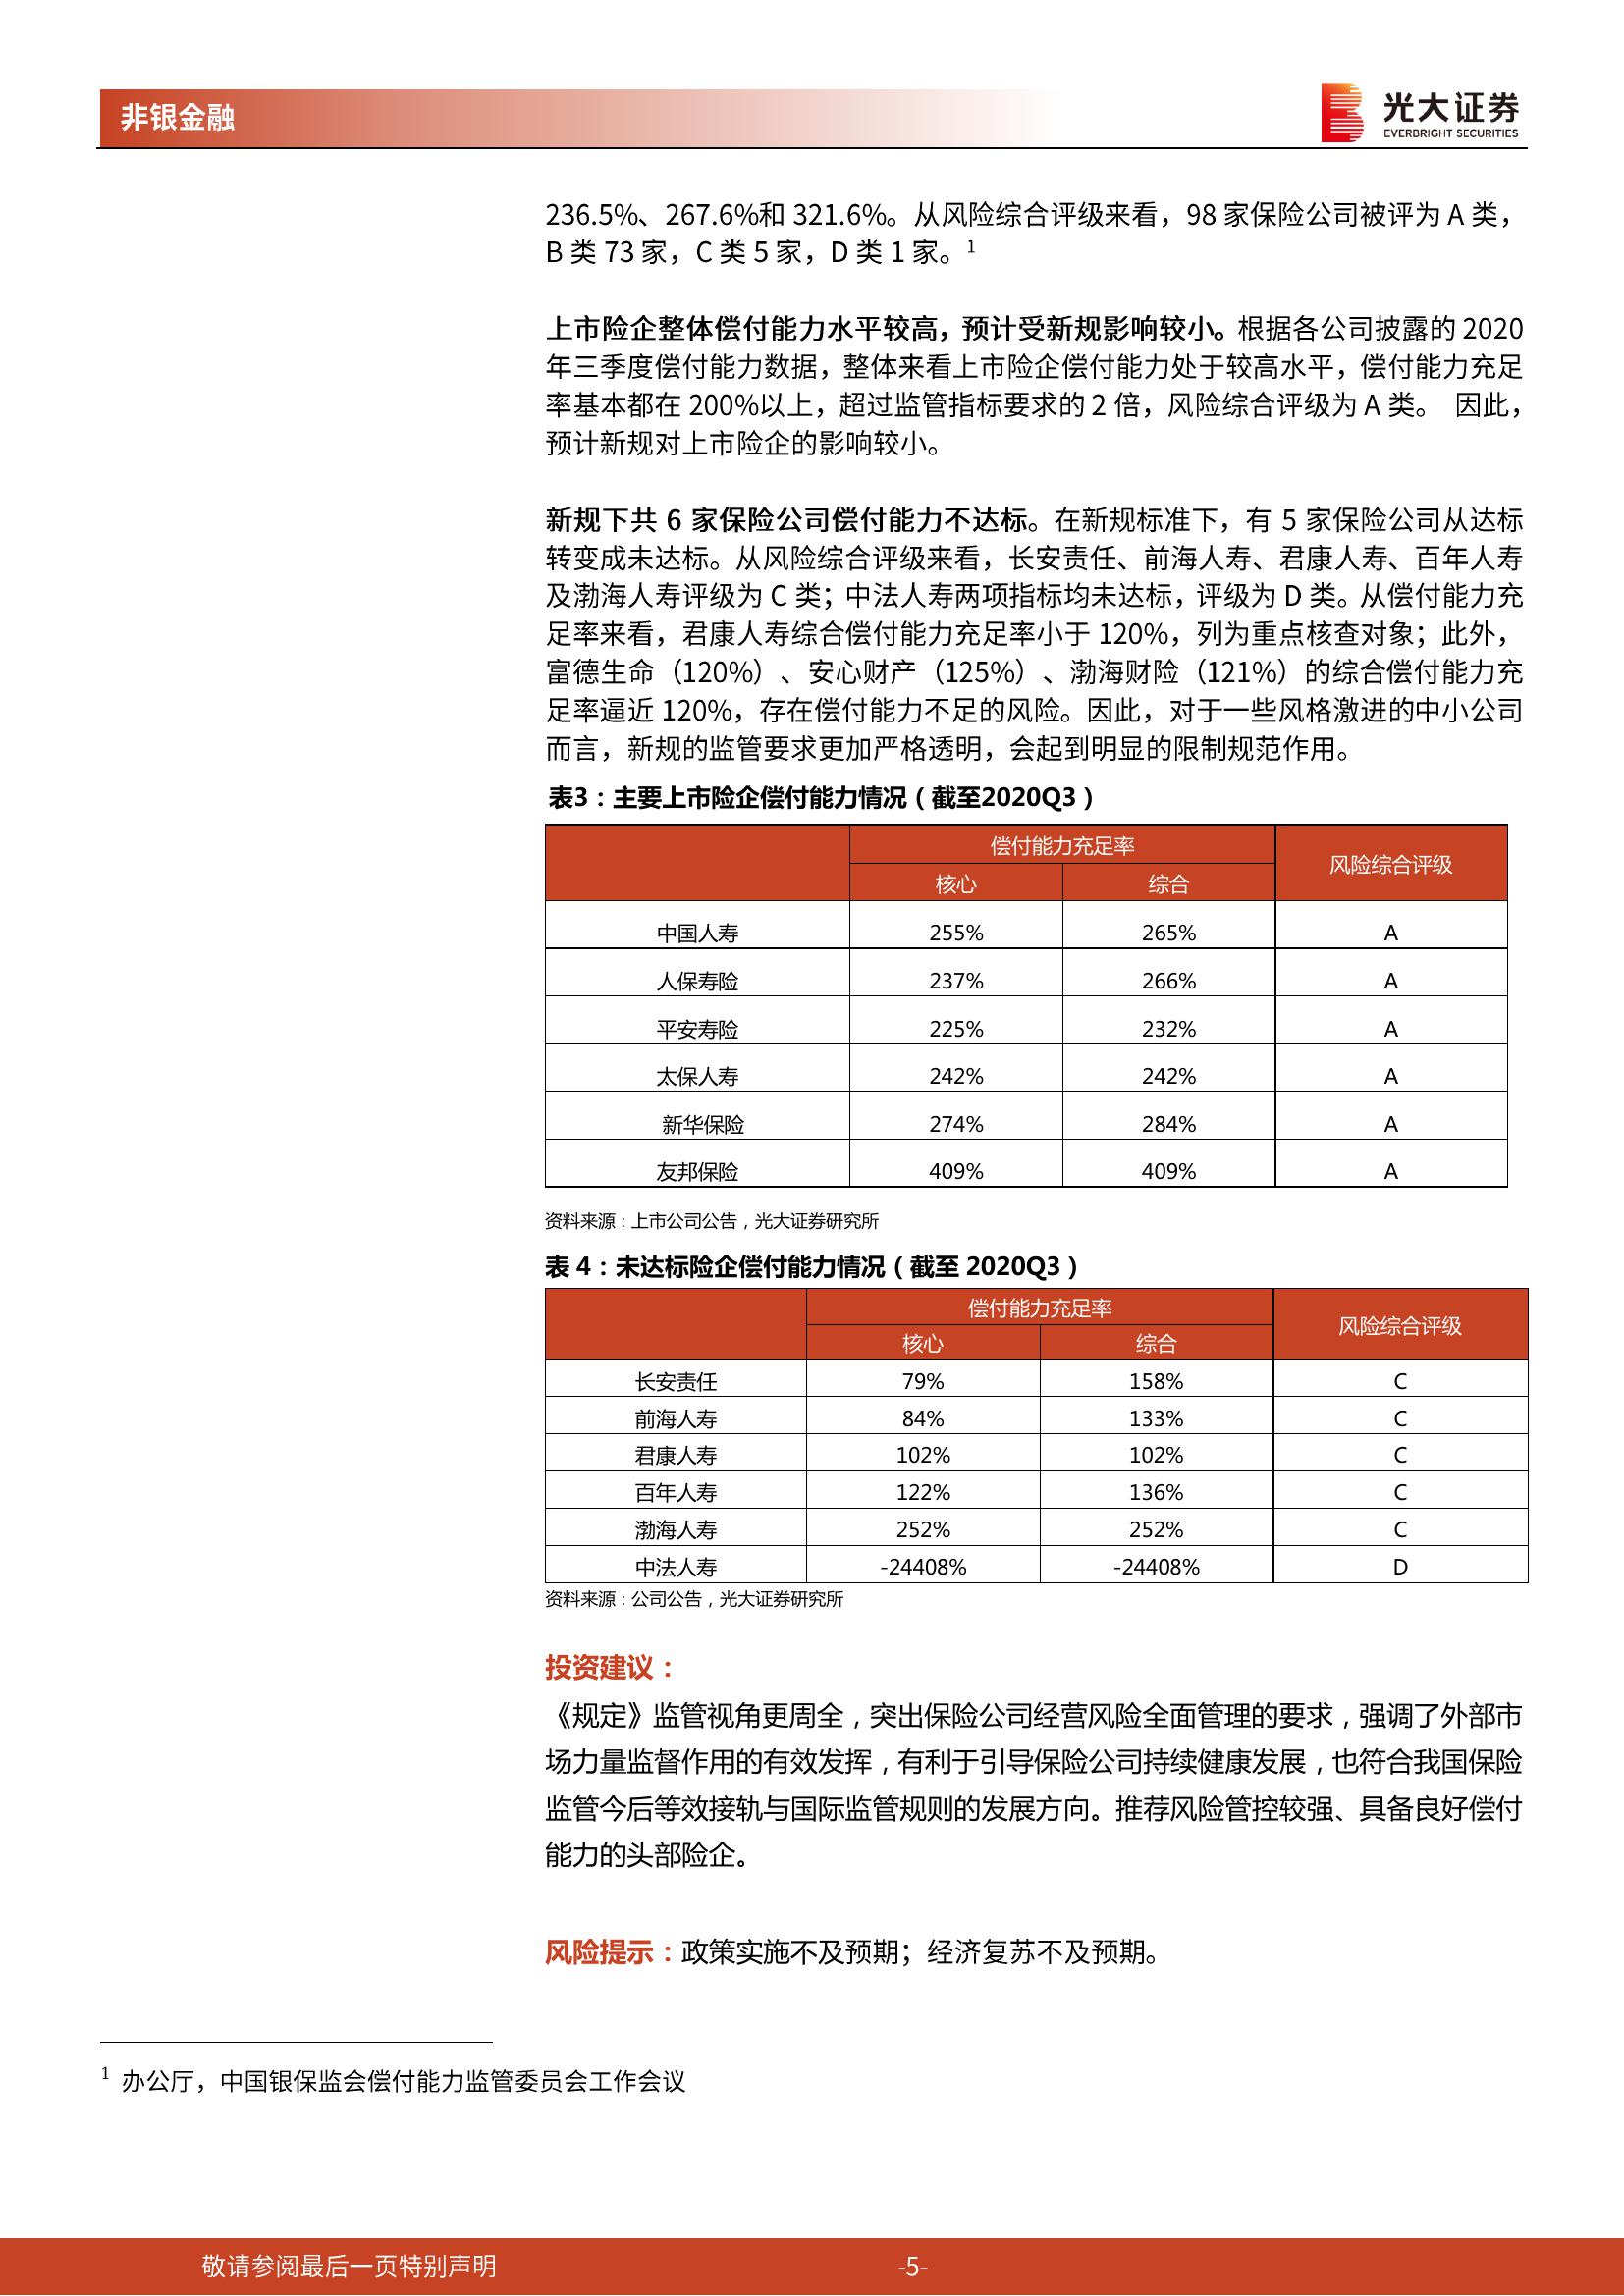 非银金融
光大证券
EVERBRIGHT SECURITIES
236.5%、267.6%和 321.6%。从风险综合评级来看，98 家保险公司被评为 A 类，
B 类 73 家，C 类 5 家，D 类 1 家。1
上市险企整体偿付能力水平较高，预计受新规影响较小。根据各公司披露的 2020
年三季度偿付能力数据，整体来看上市险企偿付能力处于较高水平，偿付能力充足
率基本都在 200%以上，超过监管指标要求的 2 倍，风险综合评级为 A 类。 因此，
预计新规对上市险企的影响较小。
新规下共 6 家保险公司偿付能力不达标。在新规标准下，有 5 家保险公司从达标
转变成未达标。从风险综合评级来看，长安责任、前海人寿、君康人寿、百年人寿
及渤海人寿评级为 C 类；中法人寿两项指标均未达标，评级为 D 类。从偿付能力充
足率来看，君康人寿综合偿付能力充足率小于 120%，列为重点核查对象；此外，
富德生命（120%）、安心财产（125%）、渤海财险（121%）的综合偿付能力充
足率逼近 120%，存在偿付能力不足的风险。因此，对于一些风格激进的中小公司
而言，新规的监管要求更加严格透明，会起到明显的限制规范作用。
表3：主要上市险企偿付能力情况（截至2020Q3）
偿付能力充足率 风险综合评级
核心 综合
中国人寿 255% 265% A
人保寿险 237% 266% A
平安寿险 225% 232% A
太保人寿 242% 242% A
新华保险 274% 284% A
友邦保险 409% 409% A
资料来源：上市公司公告，光大证券研究所
表 4：未达标险企偿付能力情况（截至 2020Q3）
偿付能力充足率 风险综合评级
核心 综合
长安责任 79% 158% C
前海人寿 84% 133% C
君康人寿 102% 102% C
百年人寿 122% 136% C
渤海人寿 252% 252% C
中法人寿 -24408% -24408% D
资料来源：公司公告，光大证券研究所
投资建议：
《规定》监管视角更周全，突出保险公司经营风险全面管理的要求，强调了外部市
场力量监督作用的有效发挥，有利于引导保险公司持续健康发展，也符合我国保险
监管今后等效接轨与国际监管规则的发展方向。推荐风险管控较强、具备良好偿付
能力的头部险企。
风险提示：政策实施不及预期；经济复苏不及预期。
1 办公厅，中国银保监会偿付能力监管委员会工作会议
敬请参阅最后一页特别声明 -5-